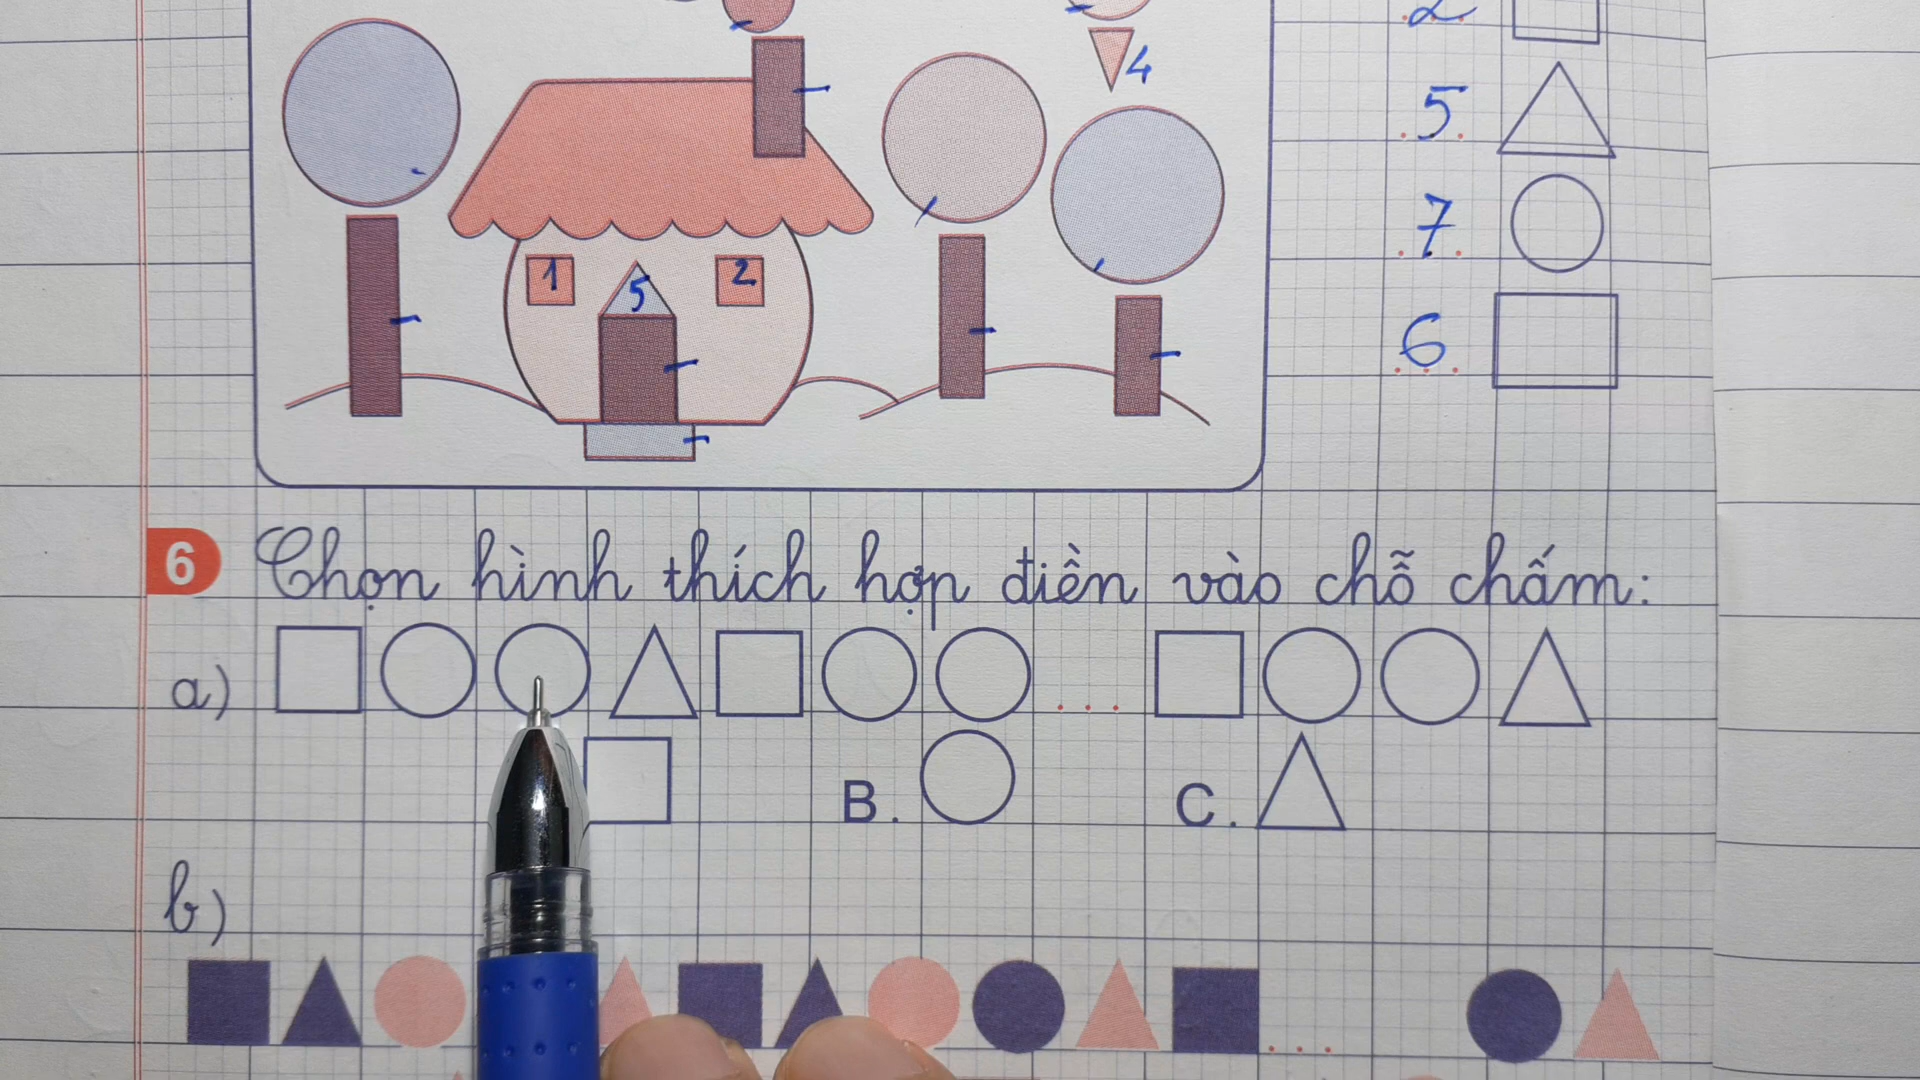 2
4
5
7
1
5
2
6
6 Chọn hình thích hợp điền vào chỗ chấm:
a) ...
B. C.
b)
...